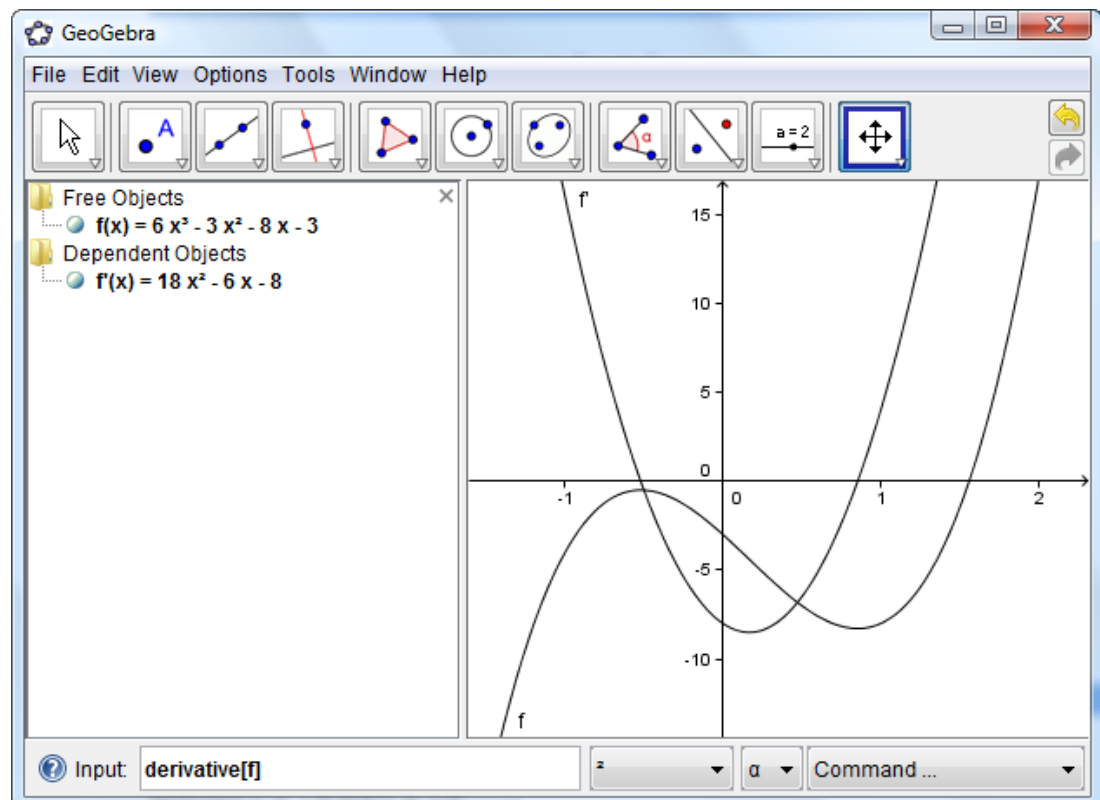 GeoGebra
File Edit View Options Tools Window Help
A
α
a = 2
Free Objects
f(x) = 6 x³ - 3 x² - 8 x - 3
Dependent Objects
f'(x) = 18 x² - 6 x - 8
f'
15
10
5
0
-1 0 1 2
-5
-10
f
Input: derivative[f] ² α Command ...